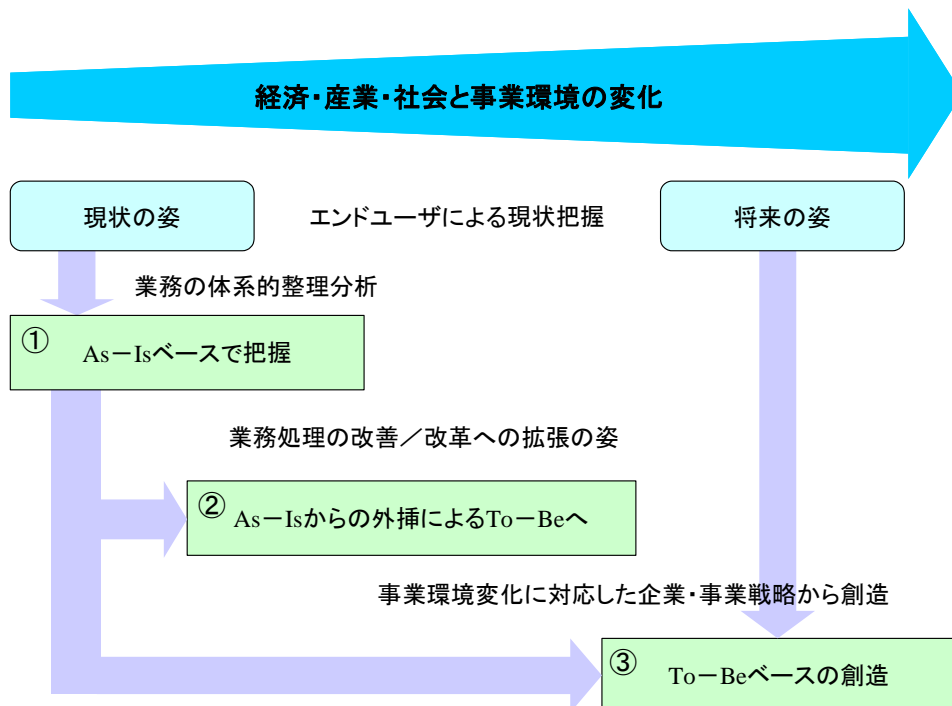 経済・産業・社会と事業環境の変化
現状の姿
エンドユーザによる現状把握
将来の姿
業務の体系的整理分析
① As－Isベースで把握
業務処理の改善／改革への拡張の姿
② As－Isからの外挿によるTo－Beへ
事業環境変化に対応した企業・事業戦略から創造
③ To－Beベースの創造